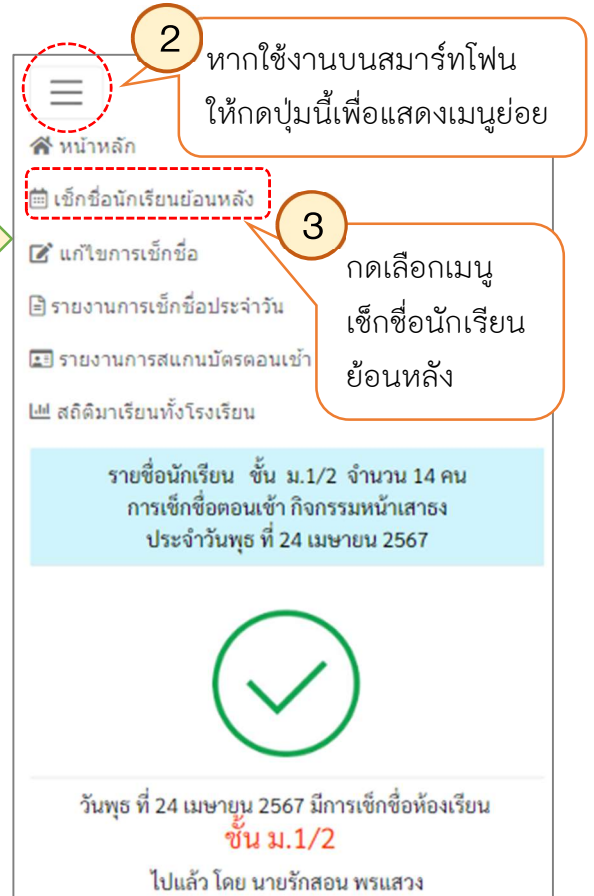 2
หากใช้งานบนสมาร์ทโฟน
ให้กดปุ่มนี้เพื่อแสดงเมนูย่อย
หน้าหลัก
เช็กชื่อนักเรียนย้อนหลัง
3
กดเลือกเมนู
เช็กชื่อนักเรียน
ย้อนหลัง
แก้ไขการเช็กชื่อ
รายงานการเช็กชื่อประจำวัน
รายงานการสแกนบัตรตอนเช้า
สถิติมาเรียนทั้งโรงเรียน
รายชื่อนักเรียน ชั้น ม.1/2 จำนวน 14 คน
การเช็กชื่อตอนเช้า กิจกรรมหน้าเสาธง
ประจำวันพุธ ที่ 24 เมษายน 2567
วันพุธ ที่ 24 เมษายน 2567 มีการเช็กชื่อห้องเรียน
ชั้น ม.1/2
ไปแล้ว โดย นายรักสอน พรแสวง